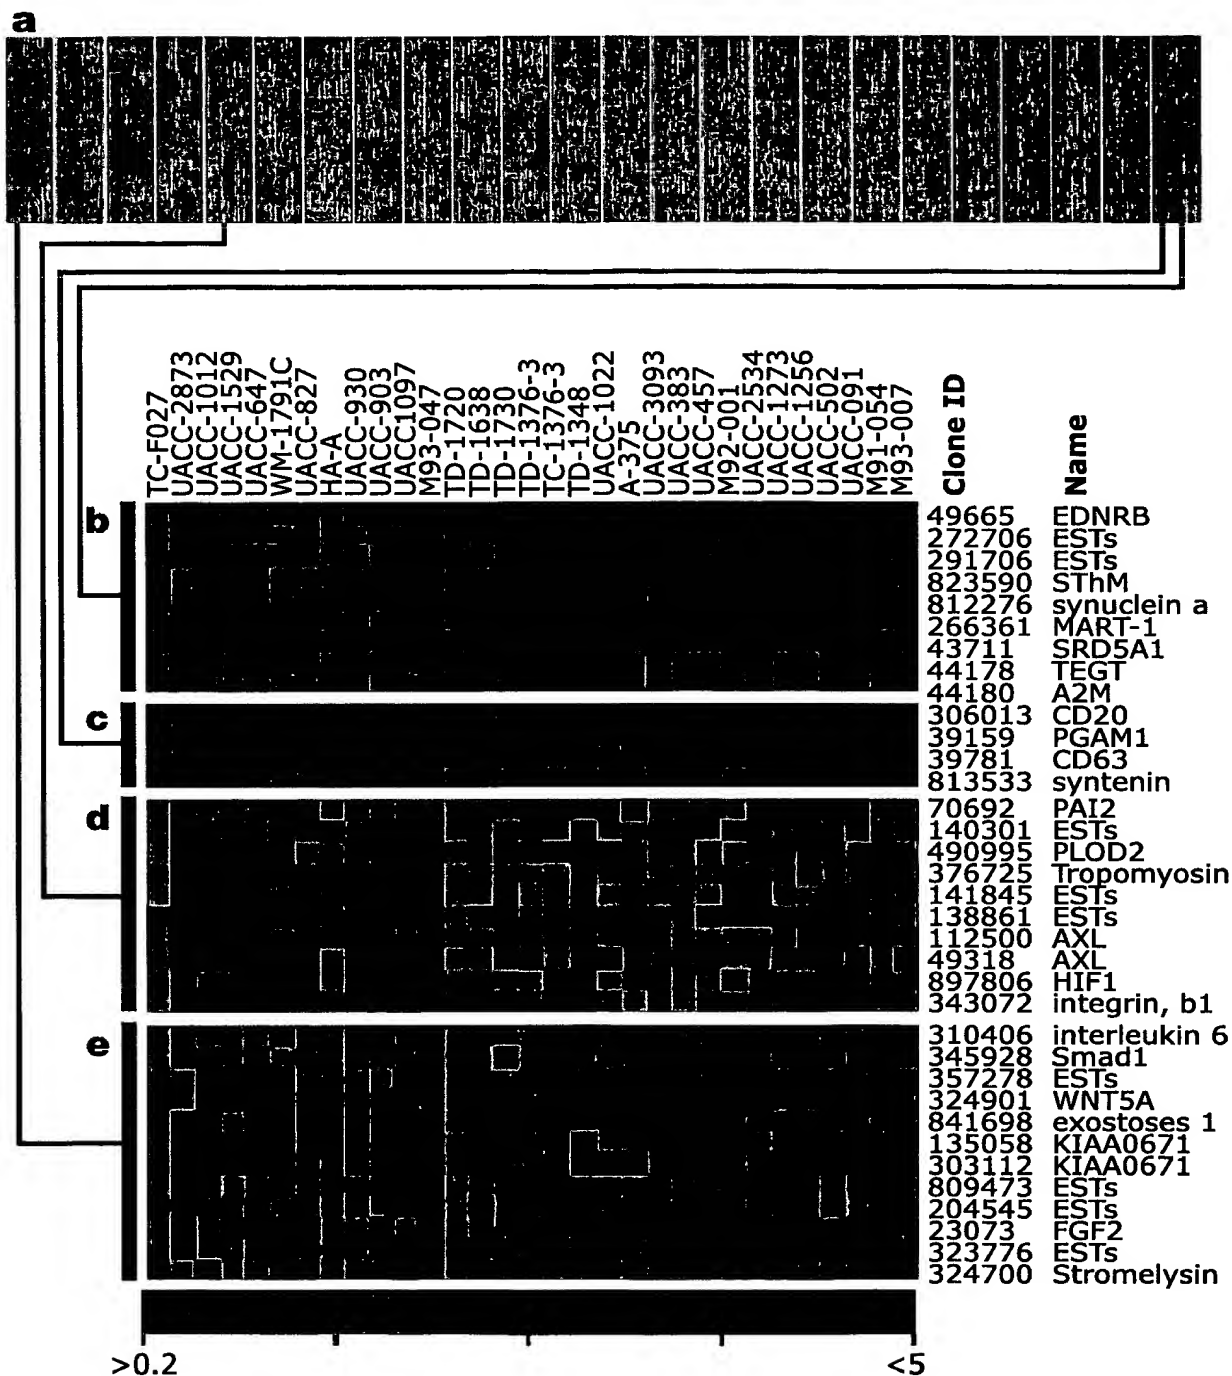 a
TC-F027
UACC-2873
UACC-1012
UACC-1529
UACC-647
WM-1791C
UACC-827
HA-A
UACC-930
UACC-903
UACC1097
M93-047
TD-1720
TD-1638
TD-1730
TD-1376-3
TC-1376-3
TD-1348
UACC-1022
A-375
UACC-3093
UACC-383
UACC-457
M92-001
UACC-2534
UACC-1273
UACC-1256
UACC-502
UACC-091
M91-054
M93-007
Clone ID
Name
b
49665 EDNRB
272706 ESTs
291706 ESTs
823590 SThM
812276 synuclein a
266361 MART-1
43711 SRD5A1
44178 TEGT
44180 A2M
c
306013 CD20
39159 PGAM1
39781 CD63
813533 syntenin
d
70692 PAI2
140301 ESTs
490995 PLOD2
376725 Tropomyosin
141845 ESTs
138861 ESTs
112500 AXL
49318 AXL
897806 HIF1
343072 integrin, b1
e
310406 interleukin 6
345928 Smad1
357278 ESTs
324901 WNT5A
841698 exostoses 1
135058 KIAA0671
303112 KIAA0671
809473 ESTs
204545 ESTs
23073 FGF2
323776 ESTs
324700 Stromelysin
>0.2 <5